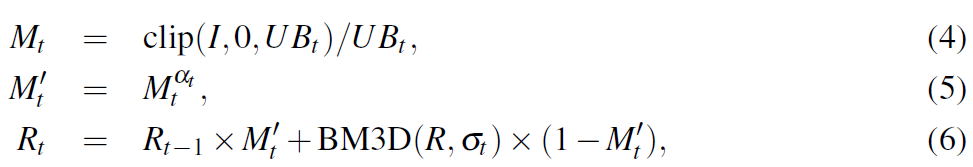 M_t = clip(I,0,UB_t)/UB_t, (4)
M′_t = M_t^{α_t}, (5)
R_t = R_{t−1} × M′_t + BM3D(R,σ_t) × (1 − M′_t), (6)